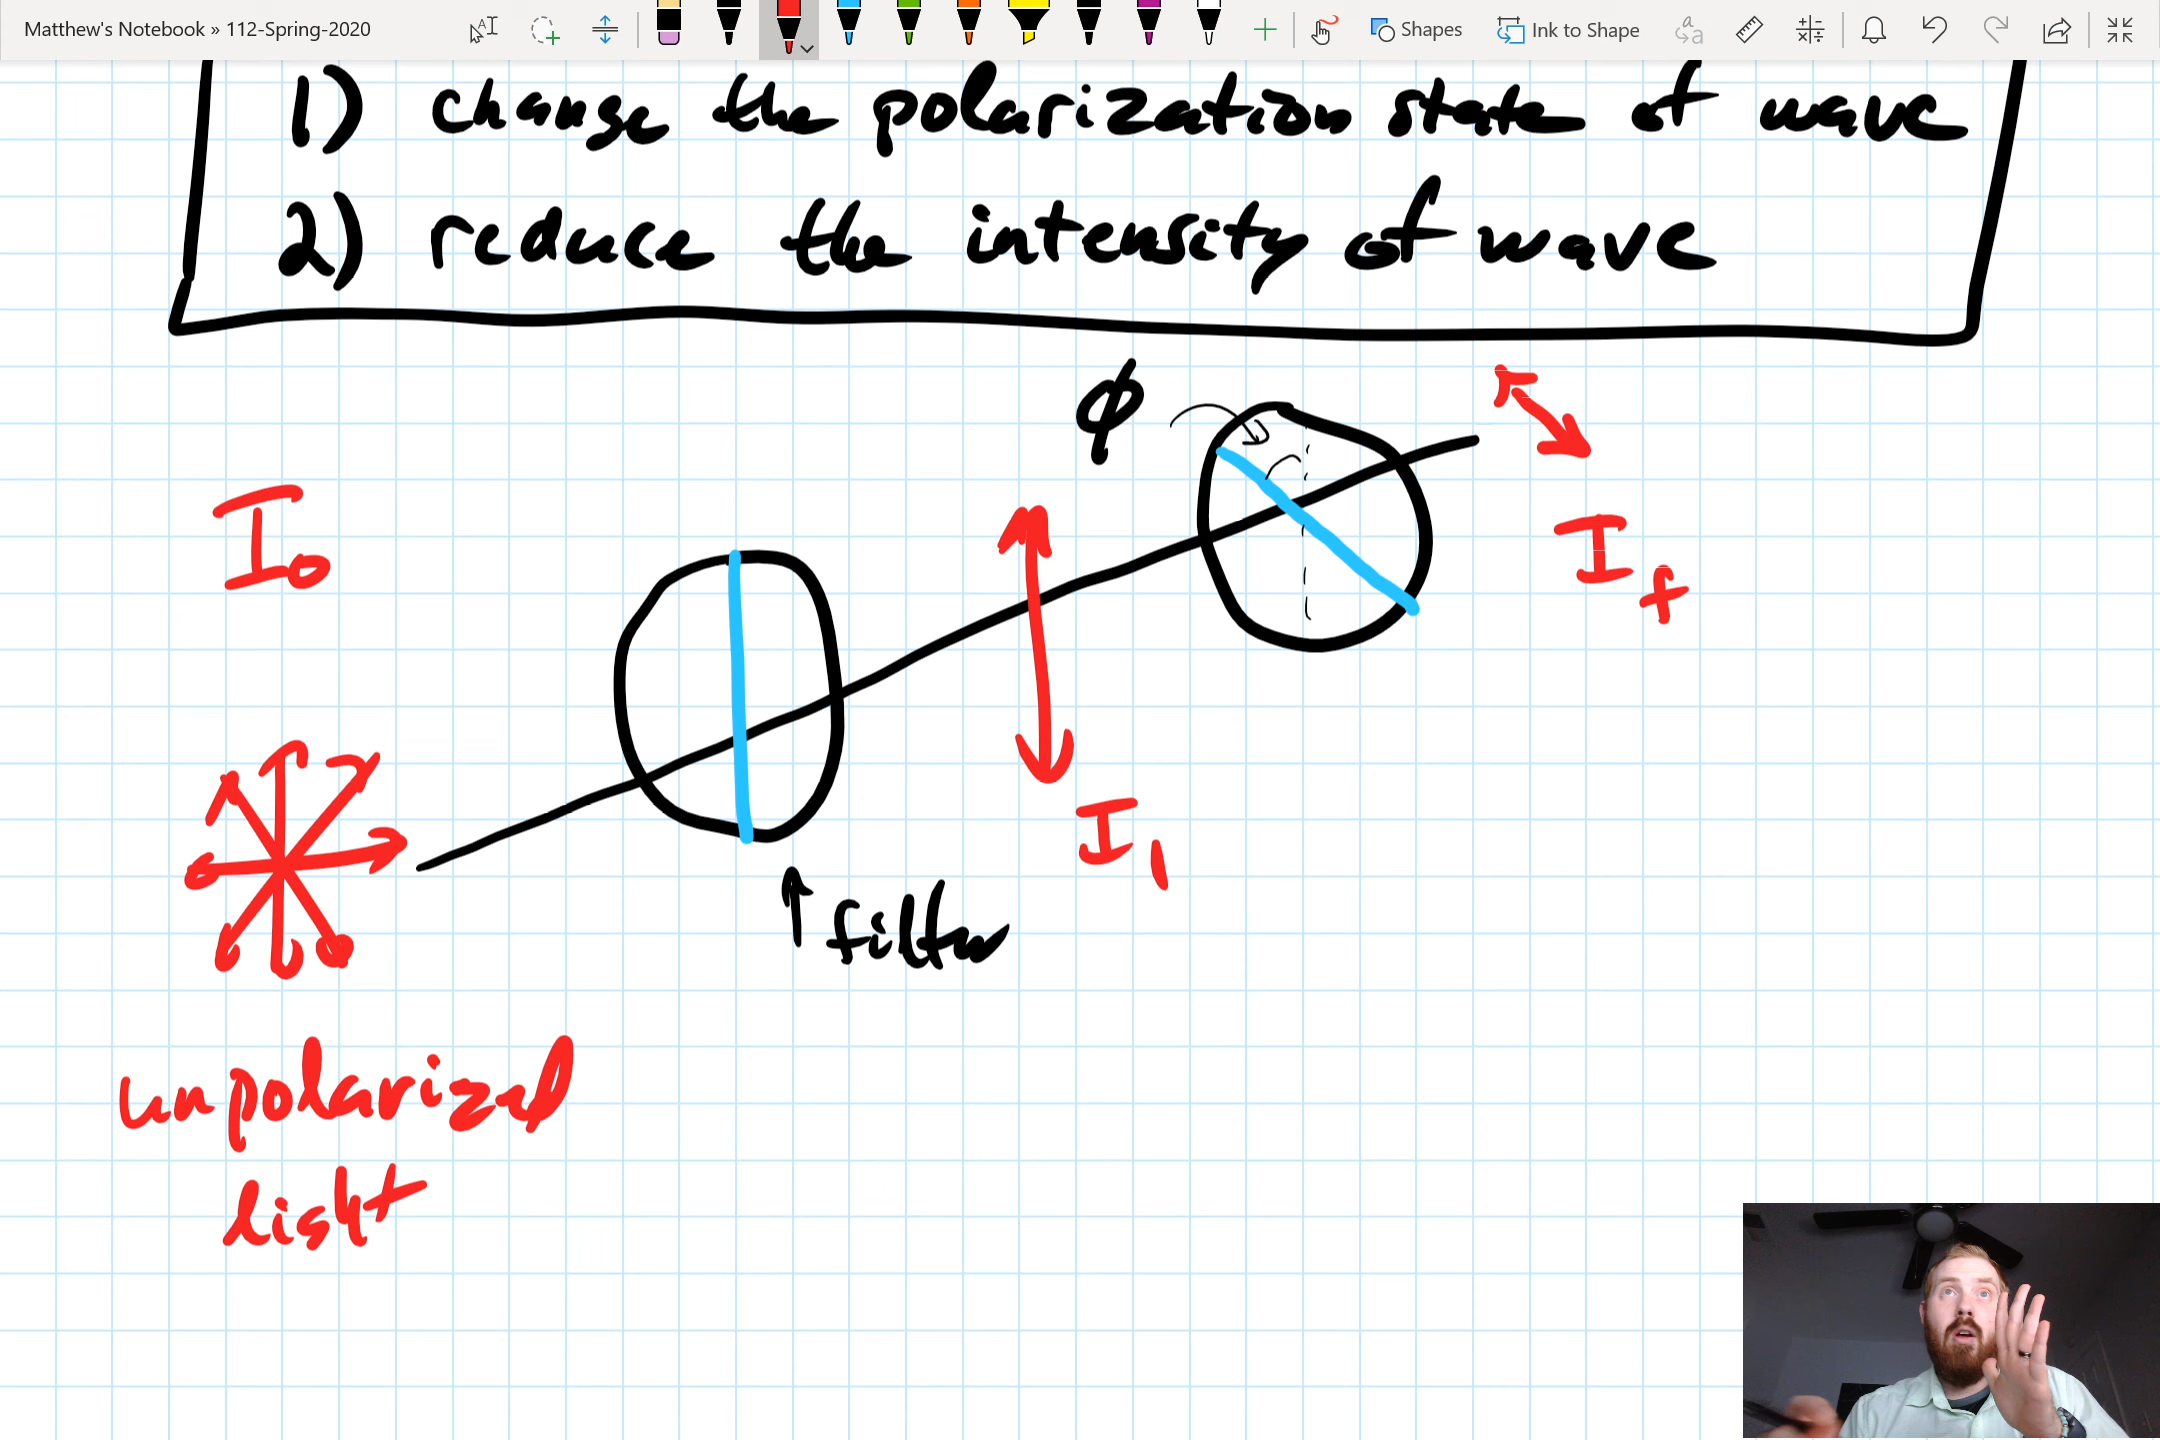 Matthew's Notebook » 112-Spring-2020
Shapes
Ink to Shape
1) change the polarization state of wave
2) reduce the intensity of wave
ϕ
I₀
I_f
I₁
↑ filter
unpolarized
light